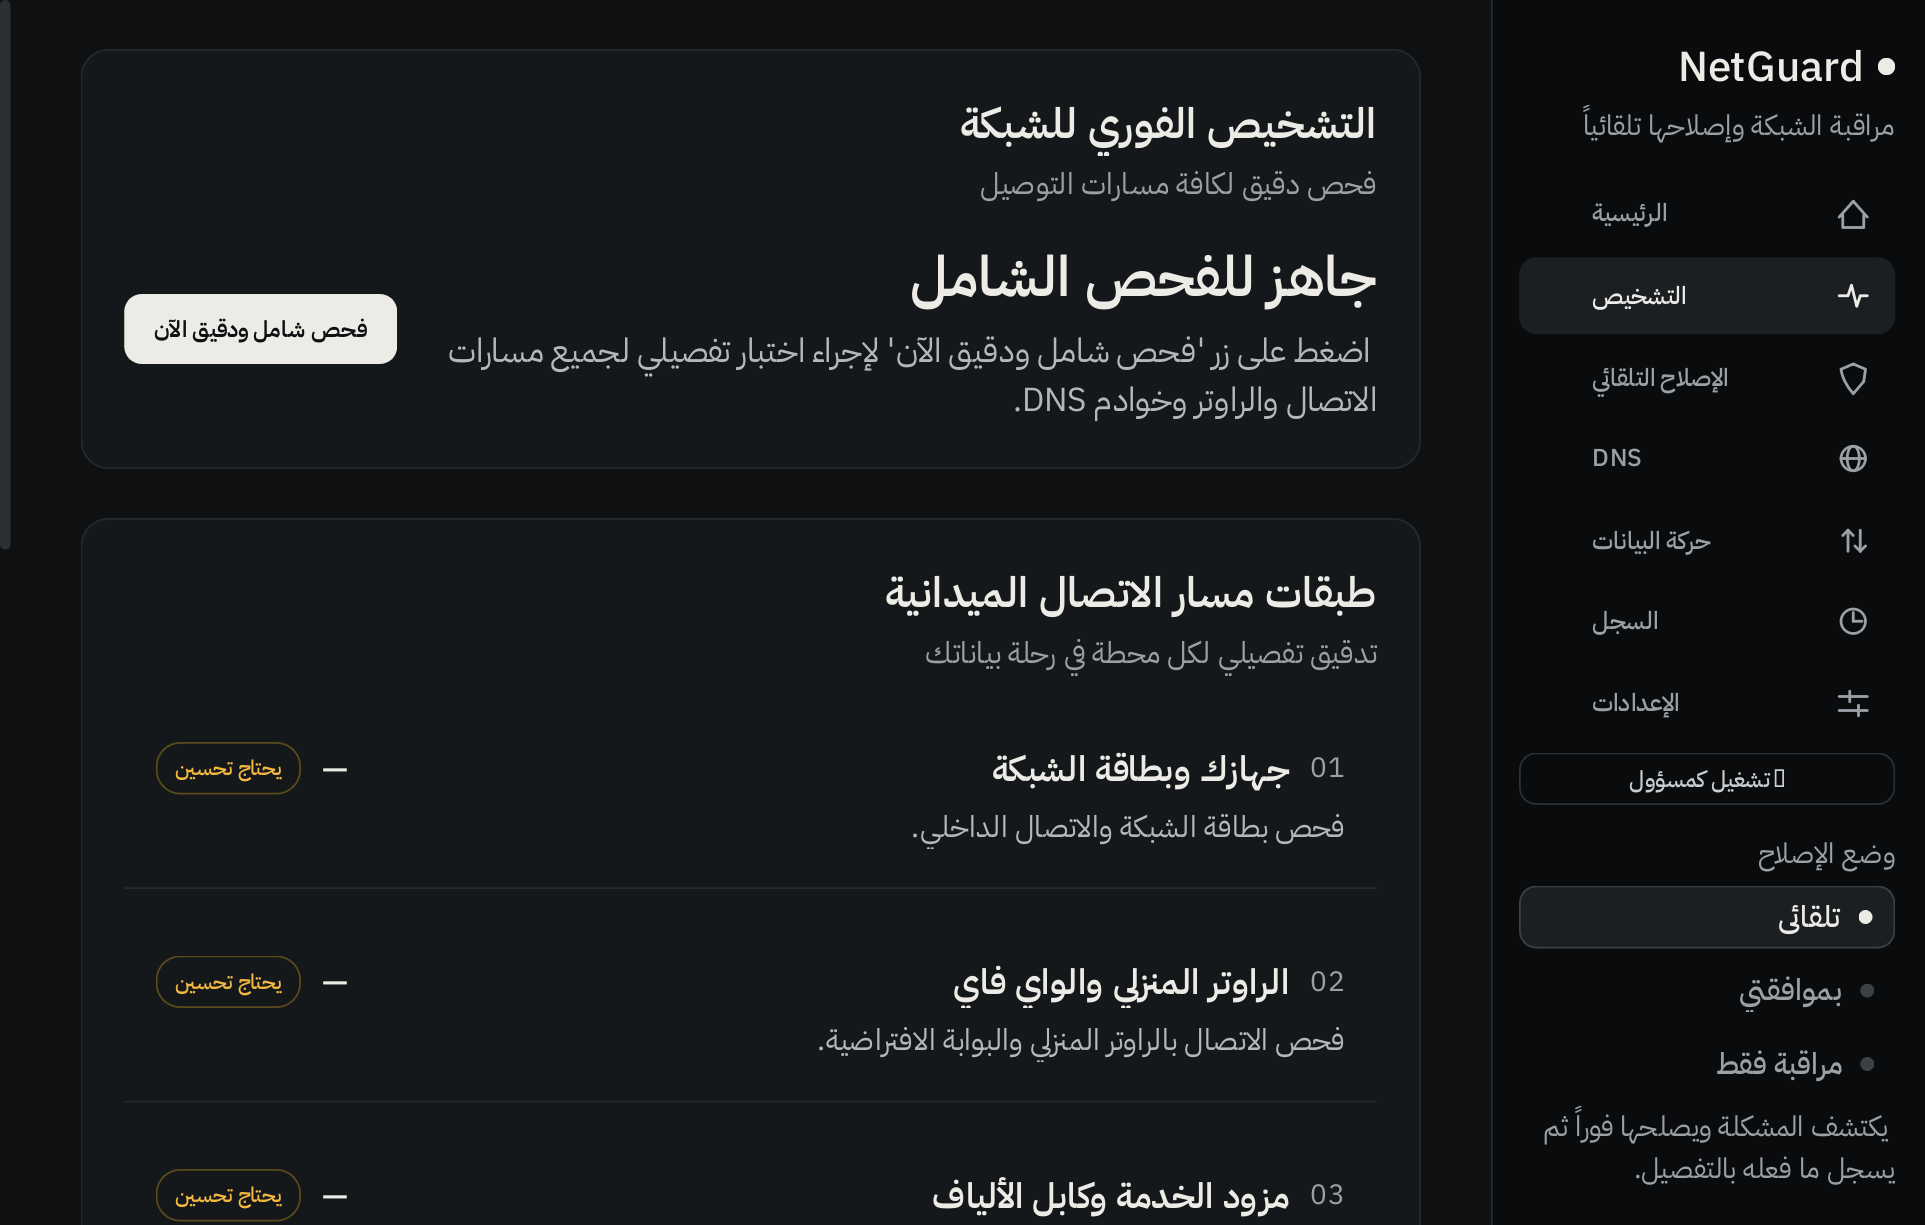 NetGuard
مراقبة الشبكة وإصلاحها تلقائياً
الرئيسية
التشخيص
الإصلاح التلقائي
DNS
حركة البيانات
السجل
الإعدادات
تشغيل كمسؤول
وضع الإصلاح
تلقائي
بموافقتي
مراقبة فقط
يكتشف المشكلة ويصلحها فوراً ثم
يسجل ما فعله بالتفصيل.
التشخيص الفوري للشبكة
فحص دقيق لكافة مسارات التوصيل
جاهز للفحص الشامل
اضغط على زر 'فحص شامل ودقيق الآن' لإجراء اختبار تفصيلي لجميع مسارات
الاتصال والراوتر وخوادم DNS.
فحص شامل ودقيق الآن
طبقات مسار الاتصال الميدانية
تدقيق تفصيلي لكل محطة في رحلة بياناتك
01 جهازك وبطاقة الشبكة — يحتاج تحسين
فحص بطاقة الشبكة والاتصال الداخلي.
02 الراوتر المنزلي والواي فاي — يحتاج تحسين
فحص الاتصال بالراوتر المنزلي والبوابة الافتراضية.
03 مزود الخدمة وكابل الألياف — يحتاج تحسين